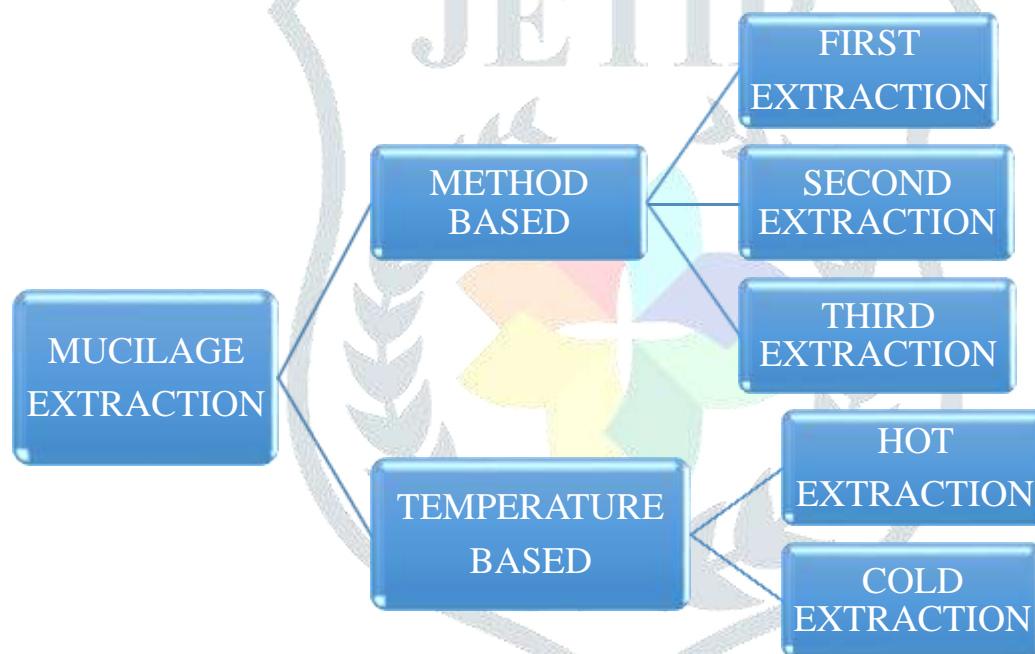 MUCILAGE
EXTRACTION
METHOD
BASED
FIRST
EXTRACTION
SECOND
EXTRACTION
THIRD
EXTRACTION
TEMPERATURE
BASED
HOT
EXTRACTION
COLD
EXTRACTION